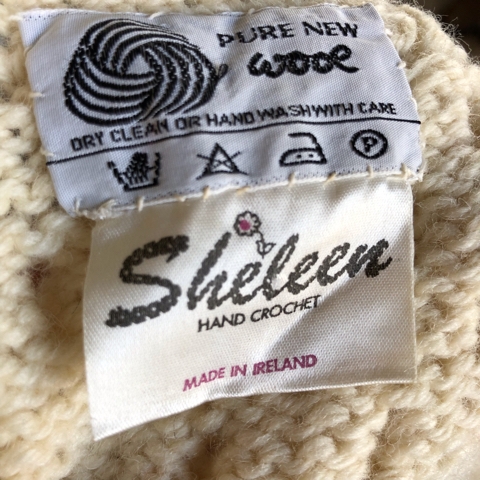 PURE NEW
wool
DRY CLEAN OR HAND WASH WITH CARE
P
Sheleen
HAND CROCHET
MADE IN IRELAND